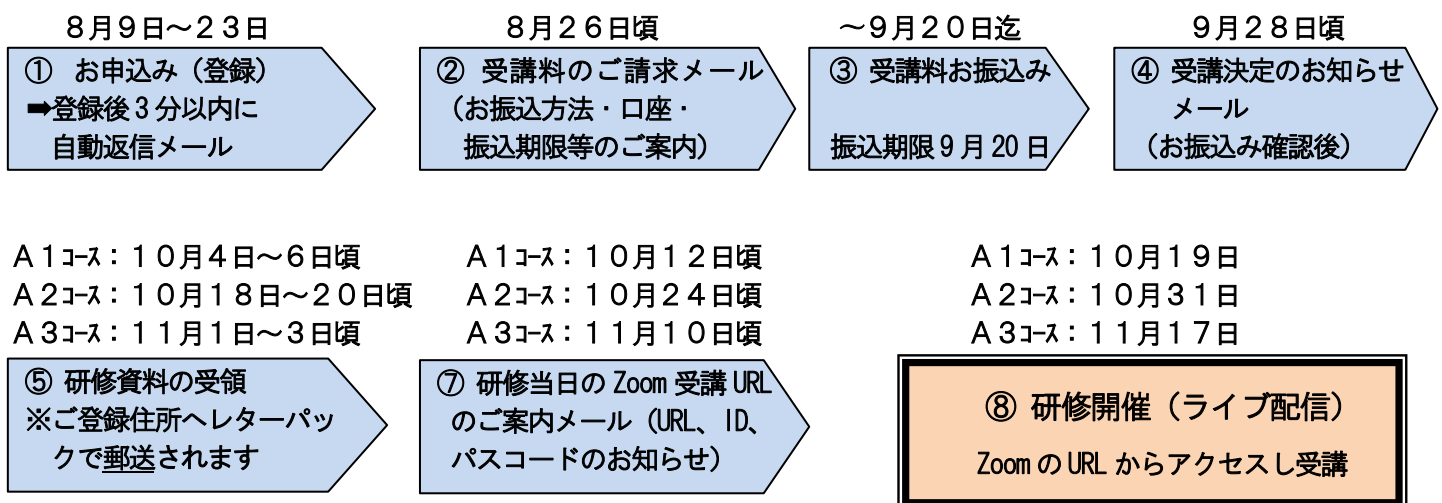 ８月９日～２３日
① お申込み（登録）
➡登録後３分以内に
自動返信メール
８月２６日頃
② 受講料のご請求メール
（お振込方法・口座・
振込期限等のご案内）
～９月２０日迄
③ 受講料お振込み
振込期限９月 20 日
９月２８日頃
④ 受講決定のお知らせ
メール
（お振込み確認後）
Ａ１ｺｰｽ：１０月４日～６日頃
Ａ２ｺｰｽ：１０月１８日～２０日頃
Ａ３ｺｰｽ：１１月１日～３日頃
⑤ 研修資料の受領
※ご登録住所へレターパッ
クで郵送されます
Ａ１ｺｰｽ：１０月１２日頃
Ａ２ｺｰｽ：１０月２４日頃
Ａ３ｺｰｽ：１１月１０日頃
⑦ 研修当日の Zoom 受講 URL
のご案内メール（URL、ID、
パスコードのお知らせ）
Ａ１ｺｰｽ：１０月１９日
Ａ２ｺｰｽ：１０月３１日
Ａ３ｺｰｽ：１１月１７日
⑧ 研修開催（ライブ配信）
Zoom の URL からアクセスし受講